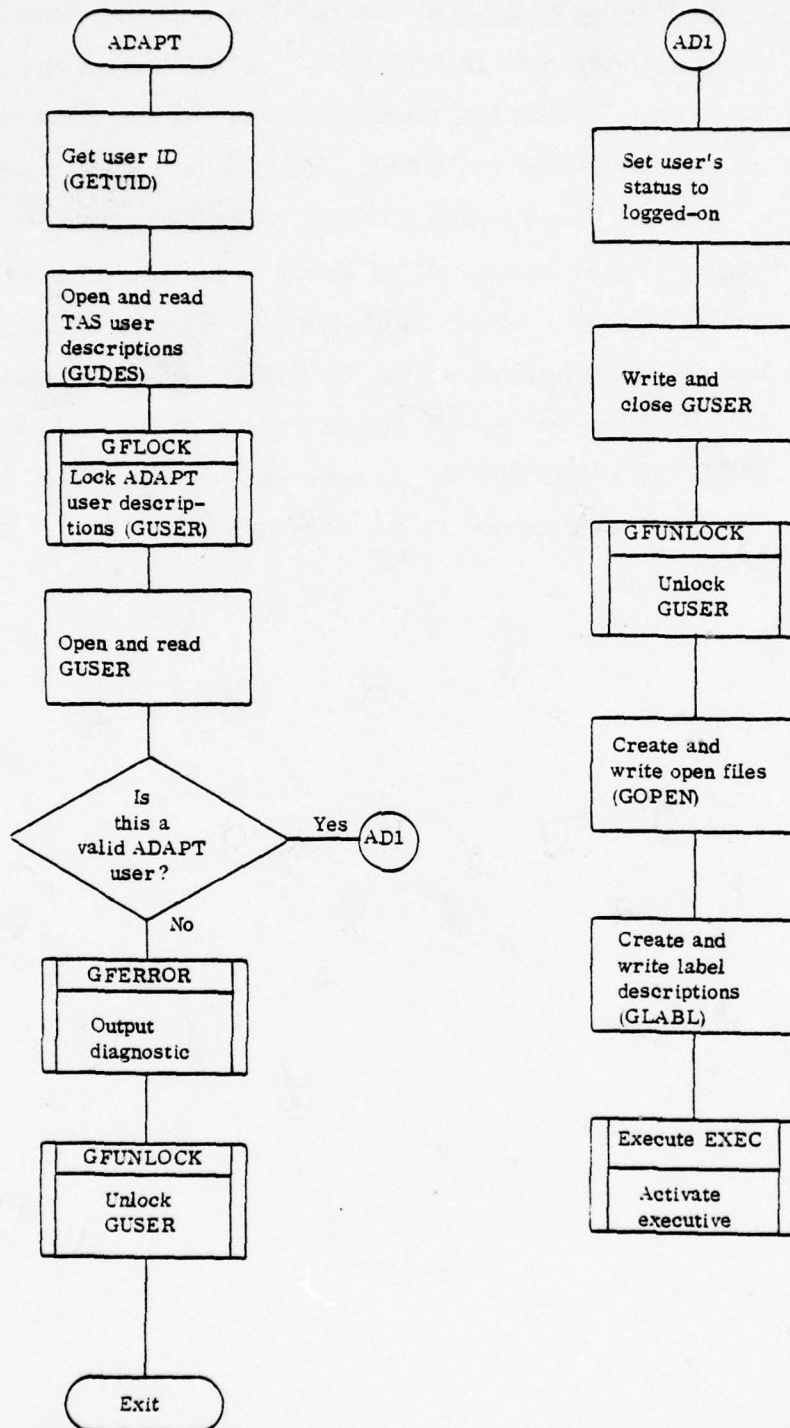 ADAPT
Get user ID
(GETUID)
Open and read
TAS user
descriptions
(GUDES)
GFLOCK
Lock ADAPT
user descrip-
tions (GUSER)
Open and read
GUSER
Is
this a
valid ADAPT
user?
Yes
AD1
No
GFERROR
Output
diagnostic
GFUNLOCK
Unlock
GUSER
Exit
AD1
Set user's
status to
logged-on
Write and
close GUSER
GFUNLOCK
Unlock
GUSER
Create and
write open files
(GOPEN)
Create and
write label
descriptions
(GLABL)
Execute EXEC
Activate
executive